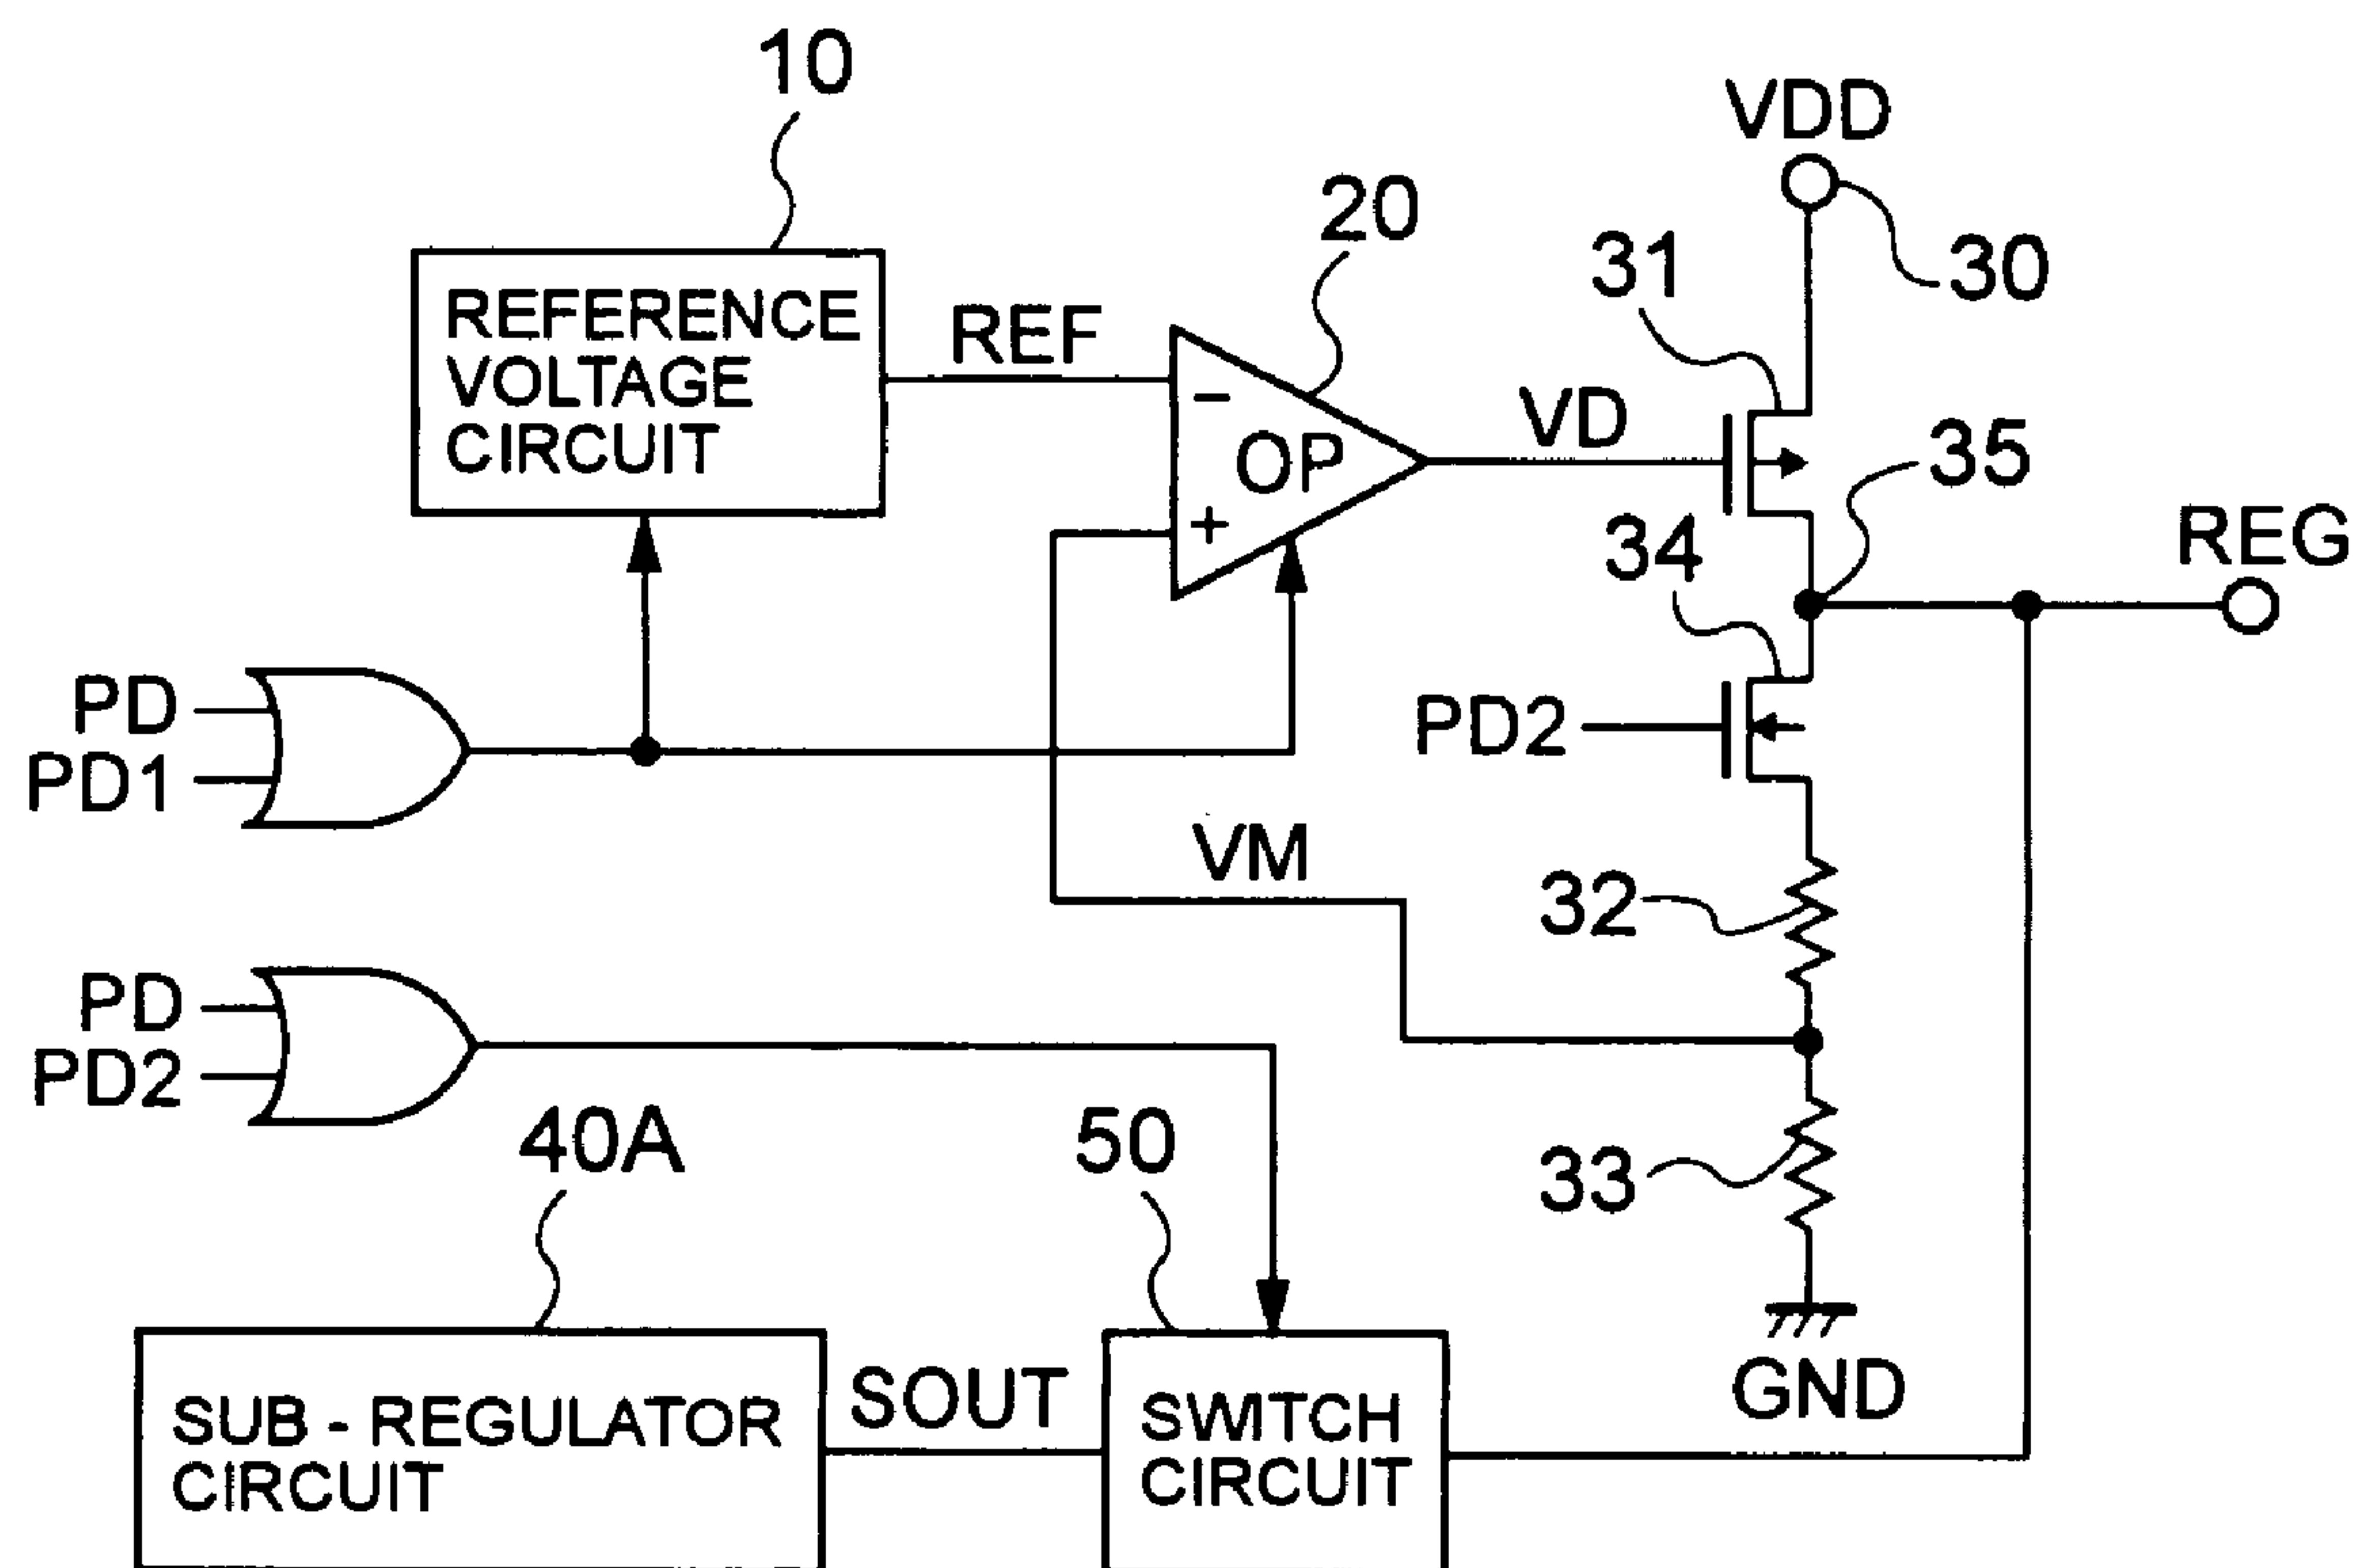 10
VDD
20
31
30
REFERENCE
VOLTAGE
CIRCUIT
REF
−
OP
+
VD
35
34
REG
PD
PD1
PD2
VM
32
PD
PD2
40A
50
33
GND
SUB - REGULATOR
CIRCUIT
SOUT
SWITCH
CIRCUIT